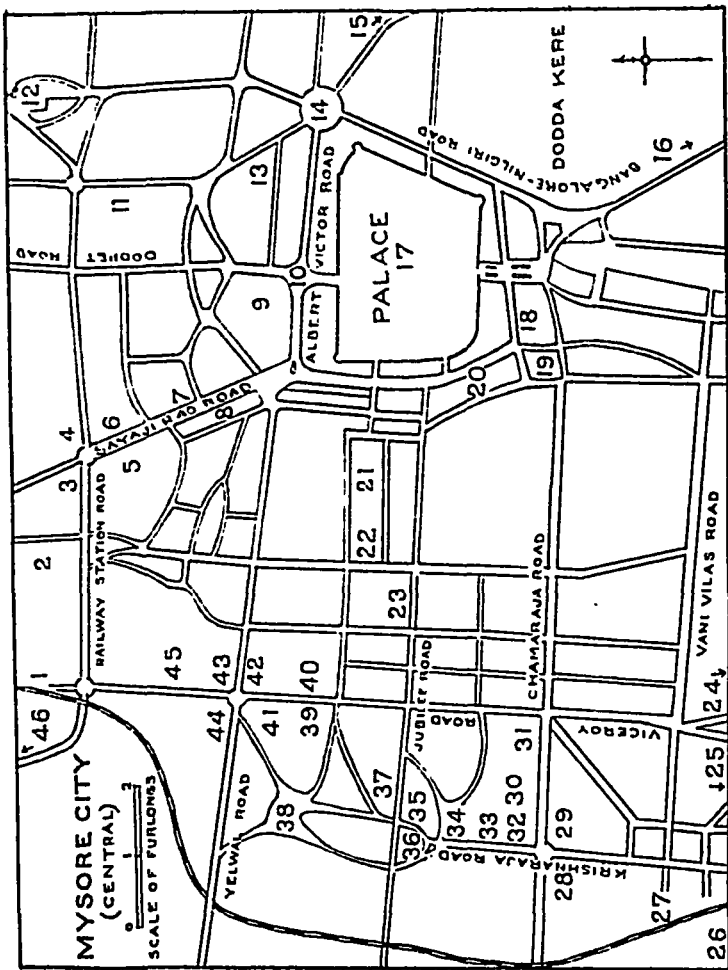 MYSORE CITY
(CENTRAL)
0 1 2
SCALE OF FURLONGS
46
1
2
3
4
11
12
RAILWAY STATION ROAD
DODPET ROAD
45
5
6
7
8
SAYAJI RAO ROAD
9
13
14
15
44
43
42
41
YELWAL ROAD
10
ALBERT VICTOR ROAD
38
39
40
PALACE
17
BANGALORE-NILGIRI ROAD
DODDA KERE
16
37
22
21
36
35
JUBILEE ROAD
23
20
34
33
32
30
31
VICEROY ROAD
CHAMARAJA ROAD
19
18
28
29
KRISHNARAJA ROAD
27
26
25
24
VANI VILAS ROAD